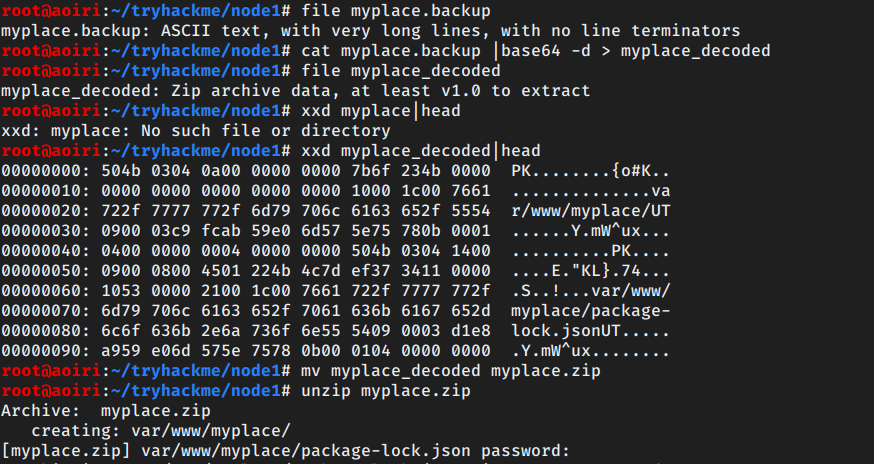 root@aoiri:~/tryhackme/node1# file myplace.backup
myplace.backup: ASCII text, with very long lines, with no line terminators
root@aoiri:~/tryhackme/node1# cat myplace.backup |base64 -d > myplace_decoded
root@aoiri:~/tryhackme/node1# file myplace_decoded
myplace_decoded: Zip archive data, at least v1.0 to extract
root@aoiri:~/tryhackme/node1# xxd myplace|head
xxd: myplace: No such file or directory
root@aoiri:~/tryhackme/node1# xxd myplace_decoded|head
00000000: 504b 0304 0a00 0000 0000 7b6f 234b 0000  PK........{o#K..
00000010: 0000 0000 0000 0000 0000 1000 1c00 7661  ..............va
00000020: 722f 7777 772f 6d79 706c 6163 652f 5554  r/www/myplace/UT
00000030: 0900 03c9 fcab 59e0 6d57 5e75 780b 0001  ......Y.mW^ux...
00000040: 0400 0000 0004 0000 0000 504b 0304 1400  ..........PK....
00000050: 0900 0800 4501 224b 4c7d ef37 3411 0000  ....E."KL}.74...
00000060: 1053 0000 2100 1c00 7661 722f 7777 772f  .S..!...var/www/
00000070: 6d79 706c 6163 652f 7061 636b 6167 652d  myplace/package-
00000080: 6c6f 636b 2e6a 736f 6e55 5409 0003 d1e8  lock.jsonUT.....
00000090: a959 e06d 575e 7578 0b00 0104 0000 0000  .Y.mW^ux........
root@aoiri:~/tryhackme/node1# mv myplace_decoded myplace.zip
root@aoiri:~/tryhackme/node1# unzip myplace.zip
Archive:  myplace.zip
   creating: var/www/myplace/
[myplace.zip] var/www/myplace/package-lock.json password: